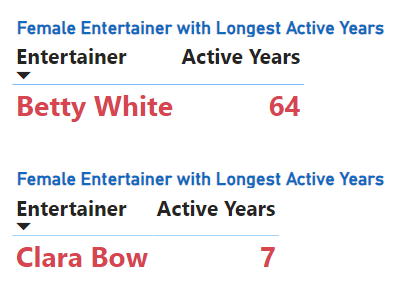 Female Entertainer with Longest Active Years
Entertainer Active Years
Betty White 64
Female Entertainer with Longest Active Years
Entertainer Active Years
Clara Bow 7